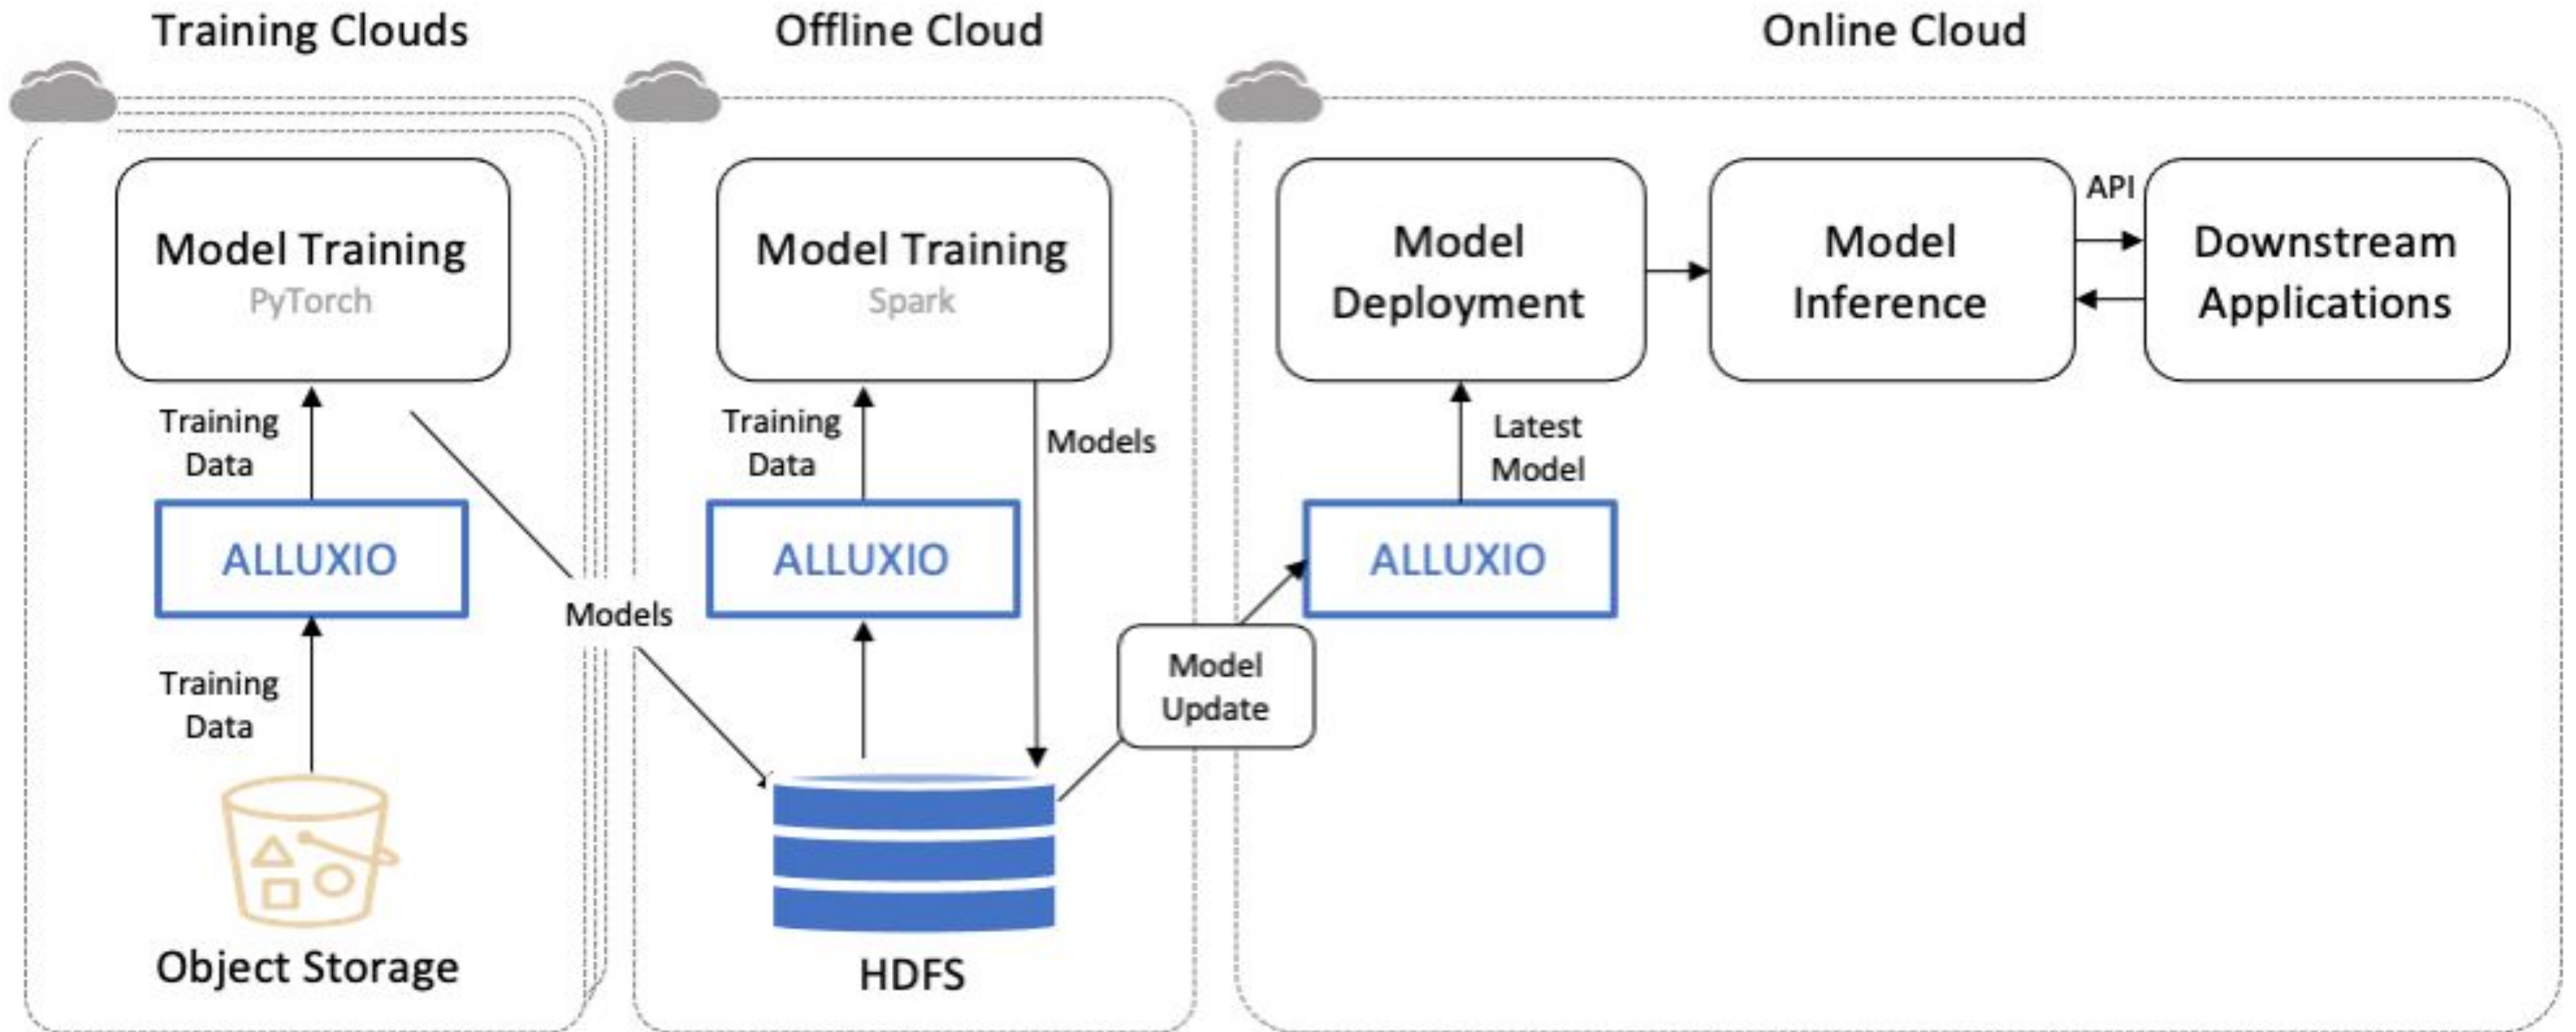 Training Clouds
Offline Cloud
Online Cloud
Model Training
PyTorch
Training
Data
ALLUXIO
Training
Data
Object Storage
Models
Model Training
Spark
Training
Data
Models
ALLUXIO
HDFS
Model
Update
Model
Deployment
Model
Inference
API
Downstream
Applications
Latest
Model
ALLUXIO